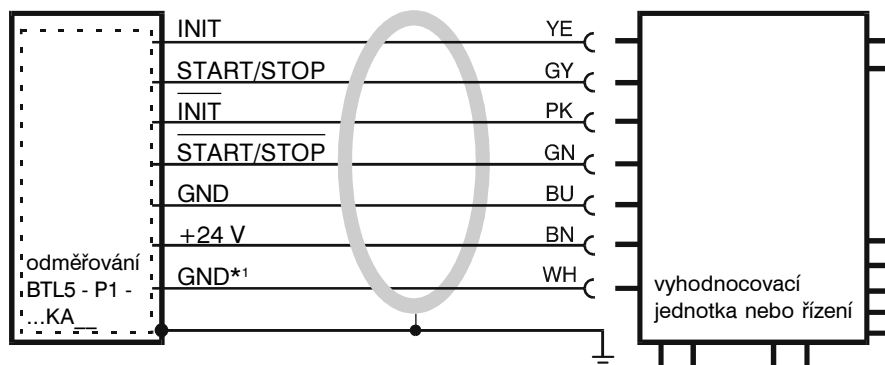 INIT YE
START/STOP GY
INIT PK
START/STOP GN
GND BU
+24 V BN
GND*¹ WH
odměřování
BTL5 - P1 -
...KA__
vyhodnocovací
jednotka nebo řízení